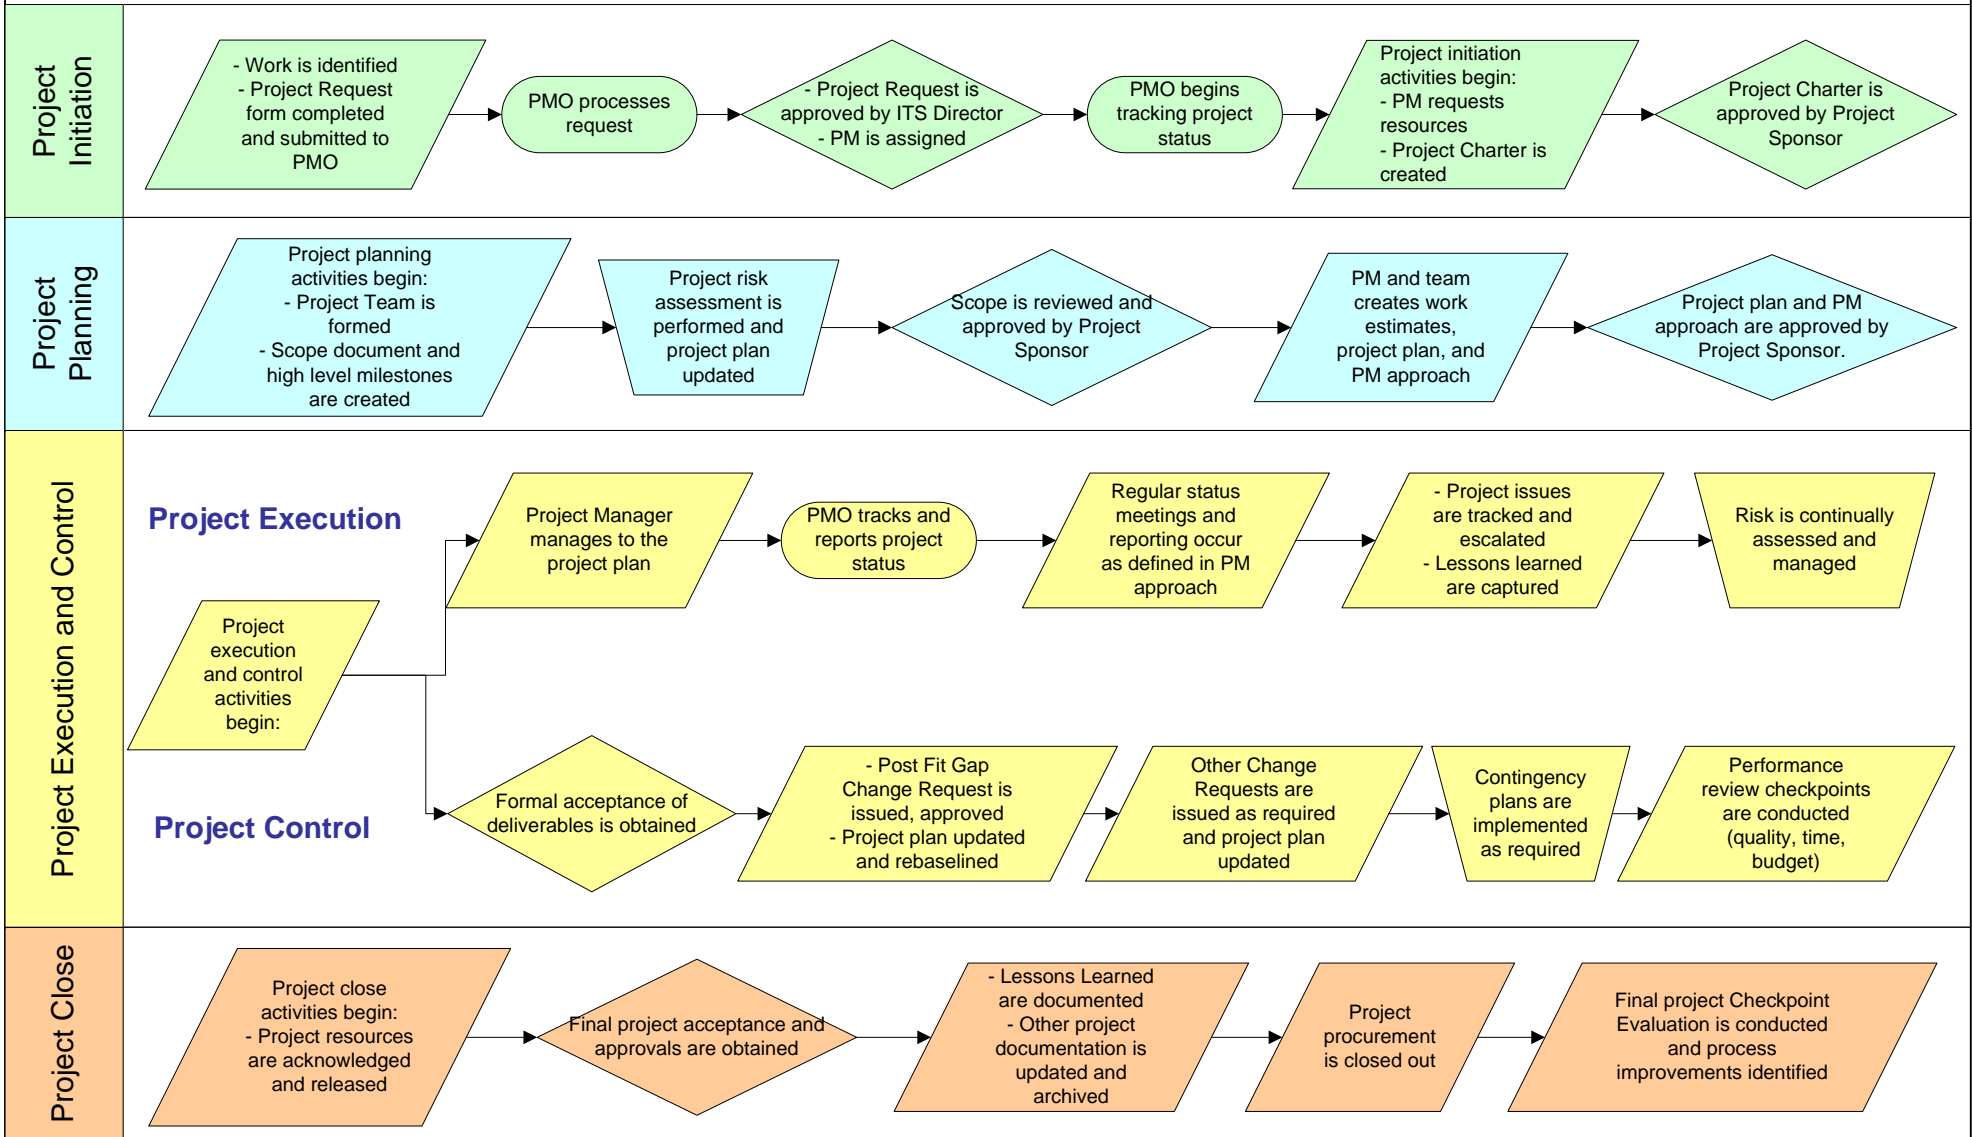 Project
Initiation
- Work is identified
- Project Request
form completed
and submitted to
PMO
PMO processes
request
- Project Request is
approved by ITS Director
- PM is assigned
PMO begins
tracking project
status
Project initiation
activities begin:
- PM requests
resources
- Project Charter is
created
Project Charter is
approved by Project
Sponsor
Project
Planning
Project planning
activities begin:
- Project Team is
formed
- Scope document and
high level milestones
are created
Project risk
assessment is
performed and
project plan
updated
Scope is reviewed and
approved by Project
Sponsor
PM and team
creates work
estimates,
project plan, and
PM approach
Project plan and PM
approach are approved by
Project Sponsor.
Project Execution and Control
Project Execution
Project
execution
and control
activities
begin:
Project Manager
manages to the
project plan
PMO tracks and
reports project
status
Regular status
meetings and
reporting occur
as defined in PM
approach
- Project issues
are tracked and
escalated
- Lessons learned
are captured
Risk is continually
assessed and
managed
Project Control
Formal acceptance of
deliverables is obtained
- Post Fit Gap
Change Request is
issued, approved
- Project plan updated
and rebaselined
Other Change
Requests are
issued as required
and project plan
updated
Contingency
plans are
implemented
as required
Performance
review checkpoints
are conducted
(quality, time,
budget)
Project Close
Project close
activities begin:
- Project resources
are acknowledged
and released
Final project acceptance and
approvals are obtained
- Lessons Learned
are documented
- Other project
documentation is
updated and
archived
Project
procurement
is closed out
Final project Checkpoint
Evaluation is conducted
and process
improvements identified